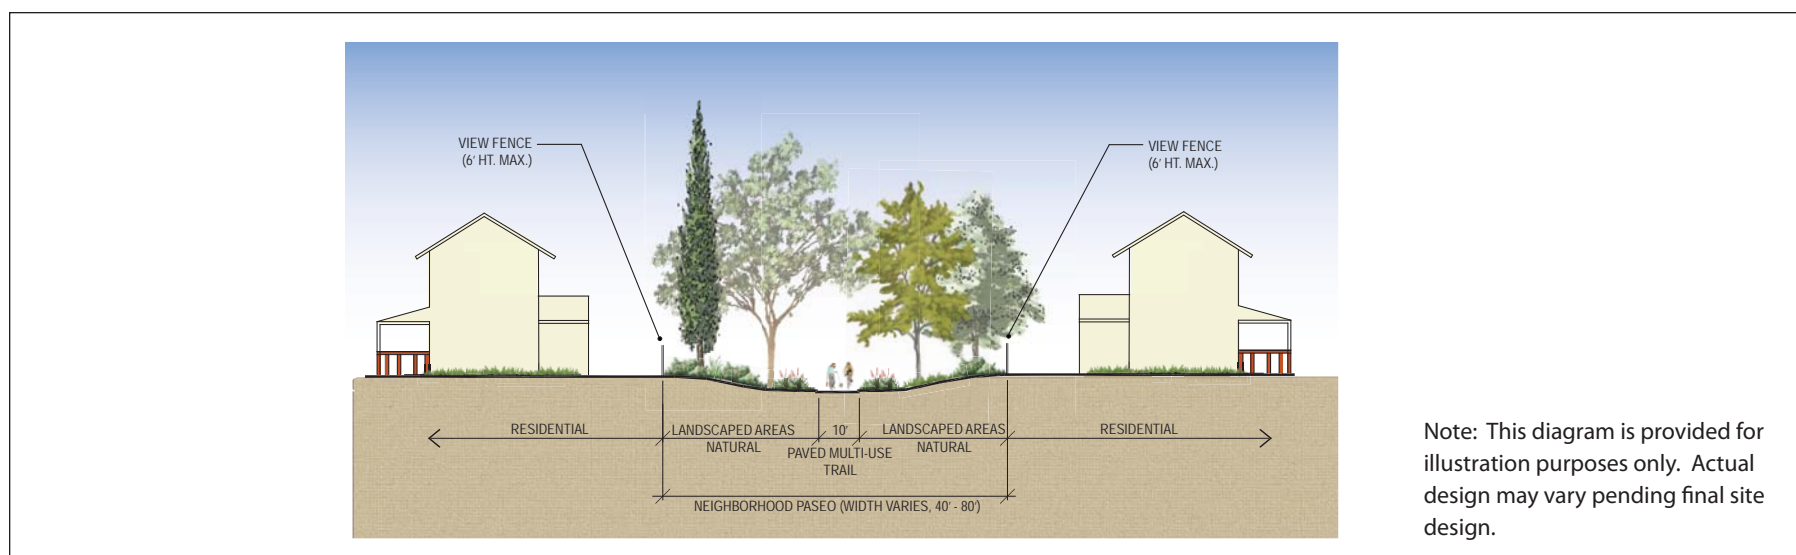 VIEW FENCE
(6' HT. MAX.)
VIEW FENCE
(6' HT. MAX.)
RESIDENTIAL
LANDSCAPED AREAS
NATURAL
10'
PAVED MULTI-USE
TRAIL
LANDSCAPED AREAS
NATURAL
RESIDENTIAL
NEIGHBORHOOD PASEO (WIDTH VARIES, 40' - 80')
Note: This diagram is provided for
illustration purposes only. Actual
design may vary pending final site
design.